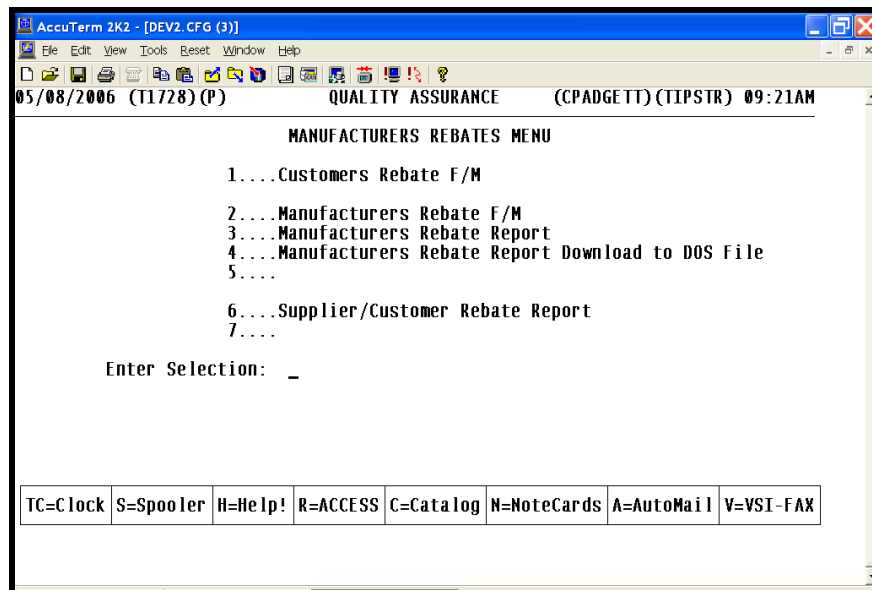 AccuTerm 2K2 - [DEV2.CFG (3)]
File Edit View Tools Reset Window Help
05/08/2006 (T1728)(P) QUALITY ASSURANCE (CPADGETT)(TIPSTR) 09:21AM
MANUFACTURERS REBATES MENU
1....Customers Rebate F/M
2....Manufacturers Rebate F/M
3....Manufacturers Rebate Report
4....Manufacturers Rebate Report Download to DOS File
5....
6....Supplier/Customer Rebate Report
7....
Enter Selection: _
TC=Clock S=Spooler H=Help! R=ACCESS C=Catalog N=NoteCards A=AutoMail V=VSI-FAX